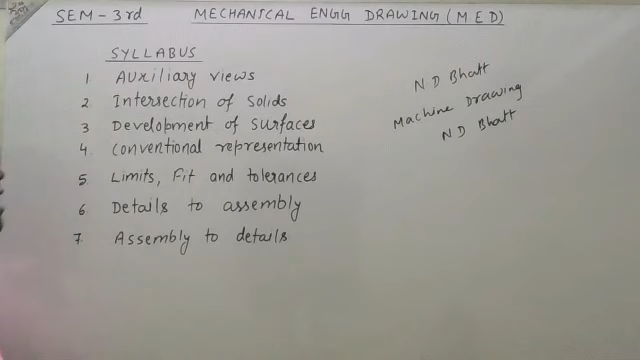 SEM - 3rd MECHANICAL ENGG DRAWING (MED)
SYLLABUS
1 Auxiliary views
2 Intersection of Solids
3 Development of surfaces
4. Conventional representation
5. Limits, Fit and tolerances
6. Details to assembly
7. Assembly to details
N D Bhatt
Machine Drawing
N D Bhatt